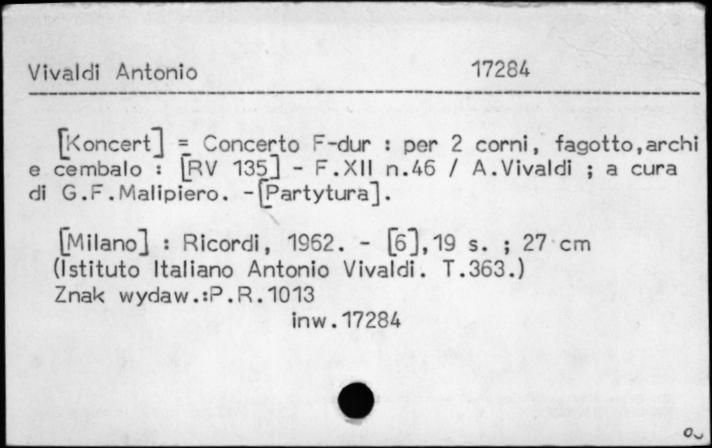 Vivaldi Antonio 17284
[Koncert] = Concerto F-dur : per 2 corni, fagotto,archi
e cembalo : [RV 135] - F.XII n.46 / A.Vivaldi ; a cura
di G.F.Malipiero. -[Partytura].
[Milano] : Ricordi, 1962. - [6],19 s. ; 27 cm
(Istituto Italiano Antonio Vivaldi. T.363.)
Znak wydaw.:P.R.1013
inw.17284